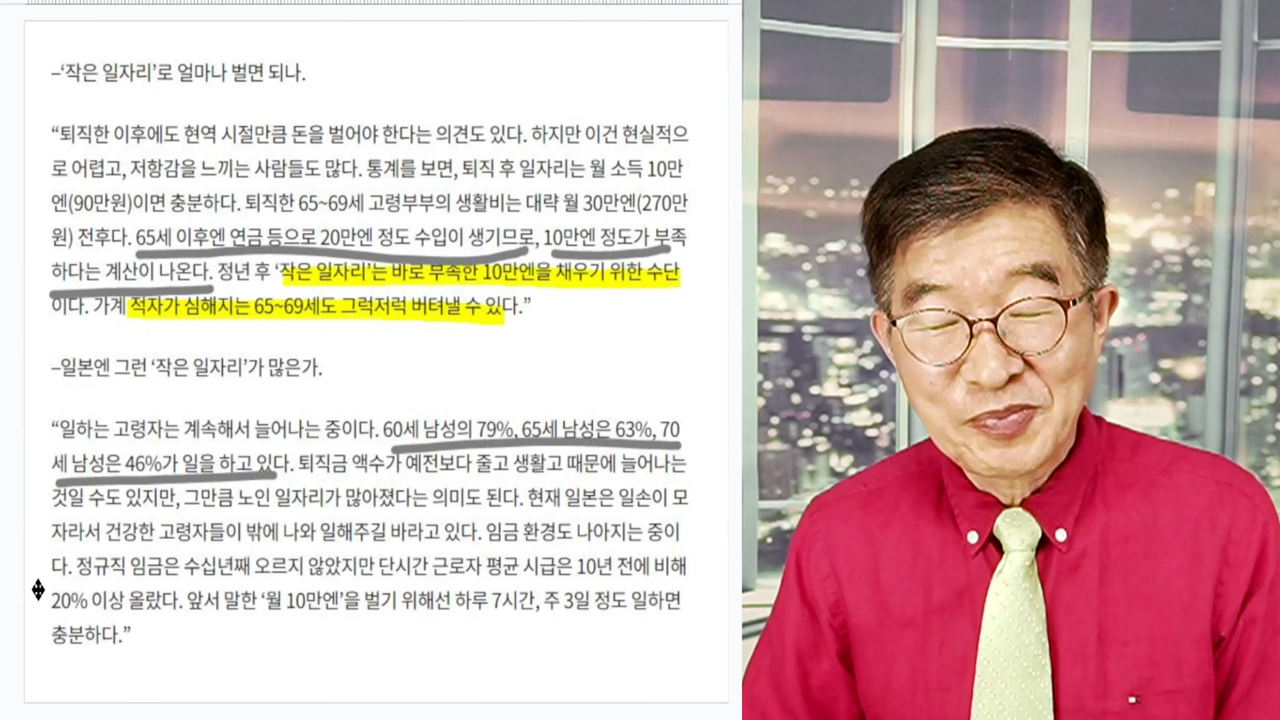 –‘작은 일자리’로 얼마나 벌면 되나.
“퇴직한 이후에도 현역 시절만큼 돈을 벌어야 한다는 의견도 있다. 하지만 이건 현실적으
로 어렵고, 저항감을 느끼는 사람들도 많다. 통계를 보면, 퇴직 후 일자리는 월 소득 10만
엔(90만원)이면 충분하다. 퇴직한 65~69세 고령부부의 생활비는 대략 월 30만엔(270만
원) 전후다. 65세 이후엔 연금 등으로 20만엔 정도 수입이 생기므로, 10만엔 정도가 부족
하다는 계산이 나온다. 정년 후 ‘작은 일자리’는 바로 부족한 10만엔을 채우기 위한 수단
이다. 가계 적자가 심해지는 65~69세도 그럭저럭 버텨낼 수 있다.”
–일본엔 그런 ‘작은 일자리’가 많은가.
“일하는 고령자는 계속해서 늘어나는 중이다. 60세 남성의 79%, 65세 남성은 63%, 70
세 남성은 46%가 일을 하고 있다. 퇴직금 액수가 예전보다 줄고 생활고 때문에 늘어나는
것일 수도 있지만, 그만큼 노인 일자리가 많아졌다는 의미도 된다. 현재 일본은 일손이 모
자라서 건강한 고령자들이 밖에 나와 일해주길 바라고 있다. 임금 환경도 나아지는 중이
다. 정규직 임금은 수십년째 오르지 않았지만 단시간 근로자 평균 시급은 10년 전에 비해
20% 이상 올랐다. 앞서 말한 ‘월 10만엔’을 벌기 위해선 하루 7시간, 주 3일 정도 일하면
충분하다.”